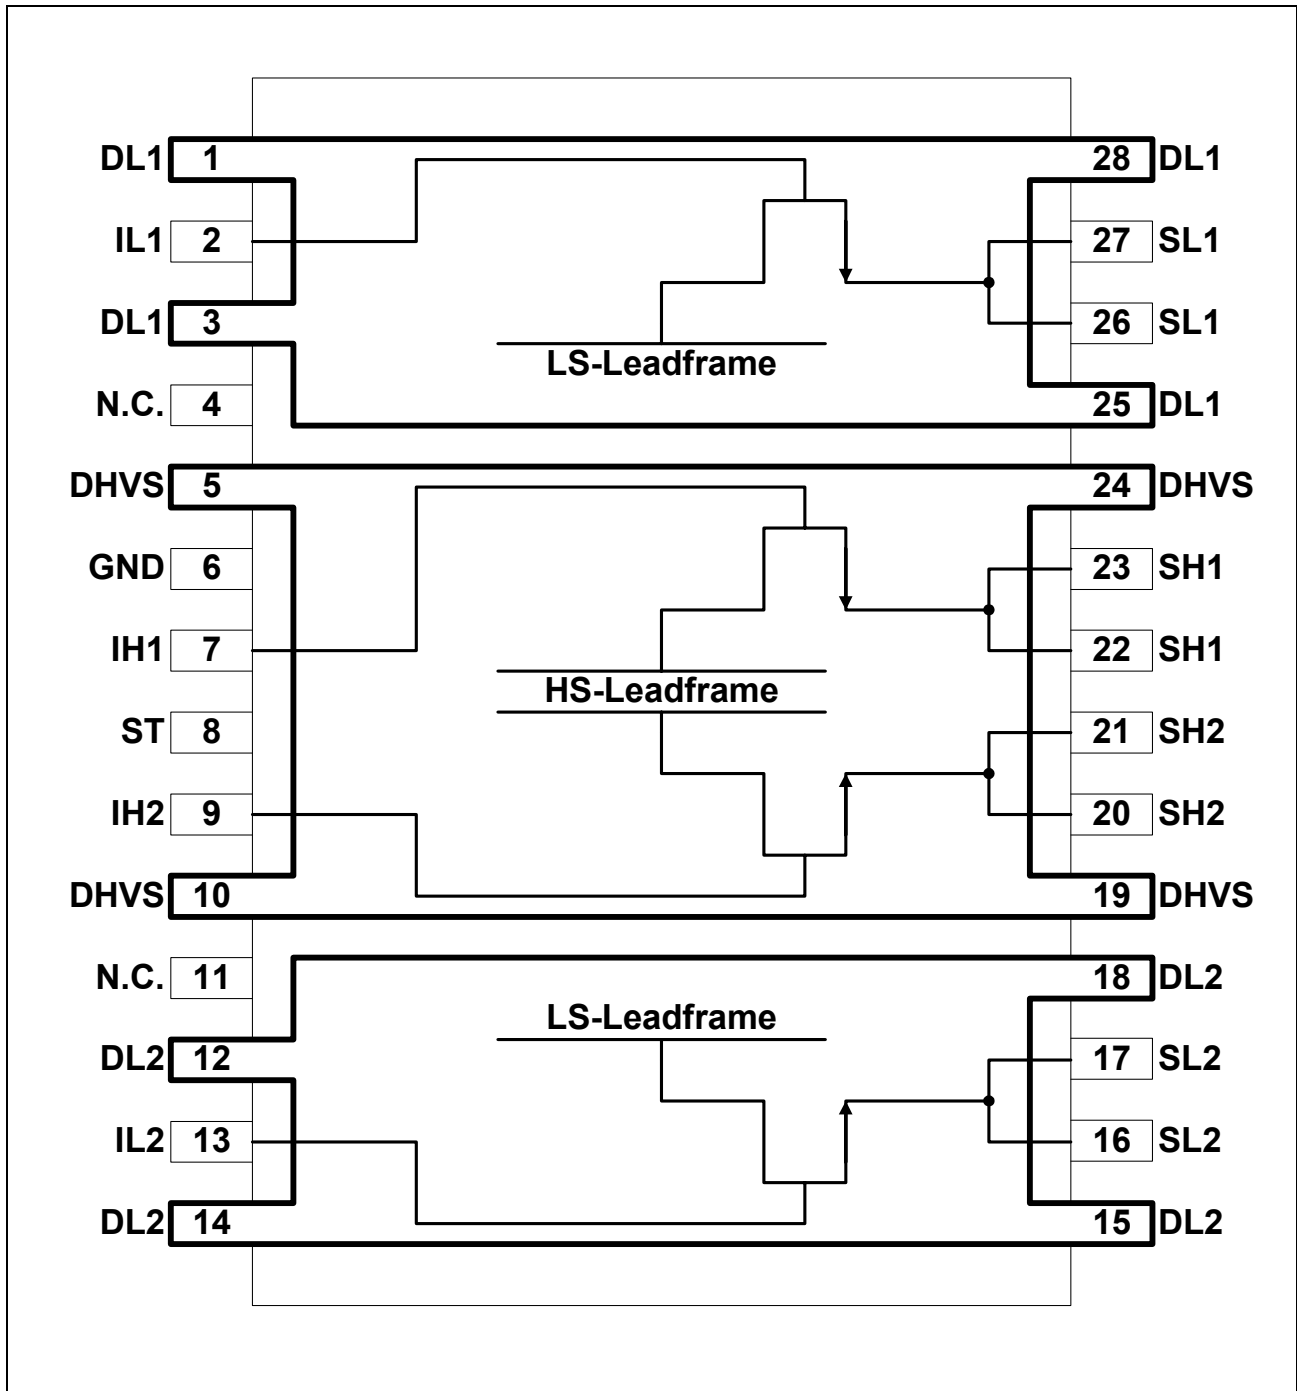 DL1 1 28 DL1
IL1 2 27 SL1
DL1 3 26 SL1
LS-Leadframe
N.C. 4 25 DL1
DHVS 5 24 DHVS
GND 6 23 SH1
IH1 7 22 SH1
HS-Leadframe
ST 8 21 SH2
IH2 9 20 SH2
DHVS 10 19 DHVS
N.C. 11 18 DL2
LS-Leadframe
DL2 12 17 SL2
IL2 13 16 SL2
DL2 14 15 DL2